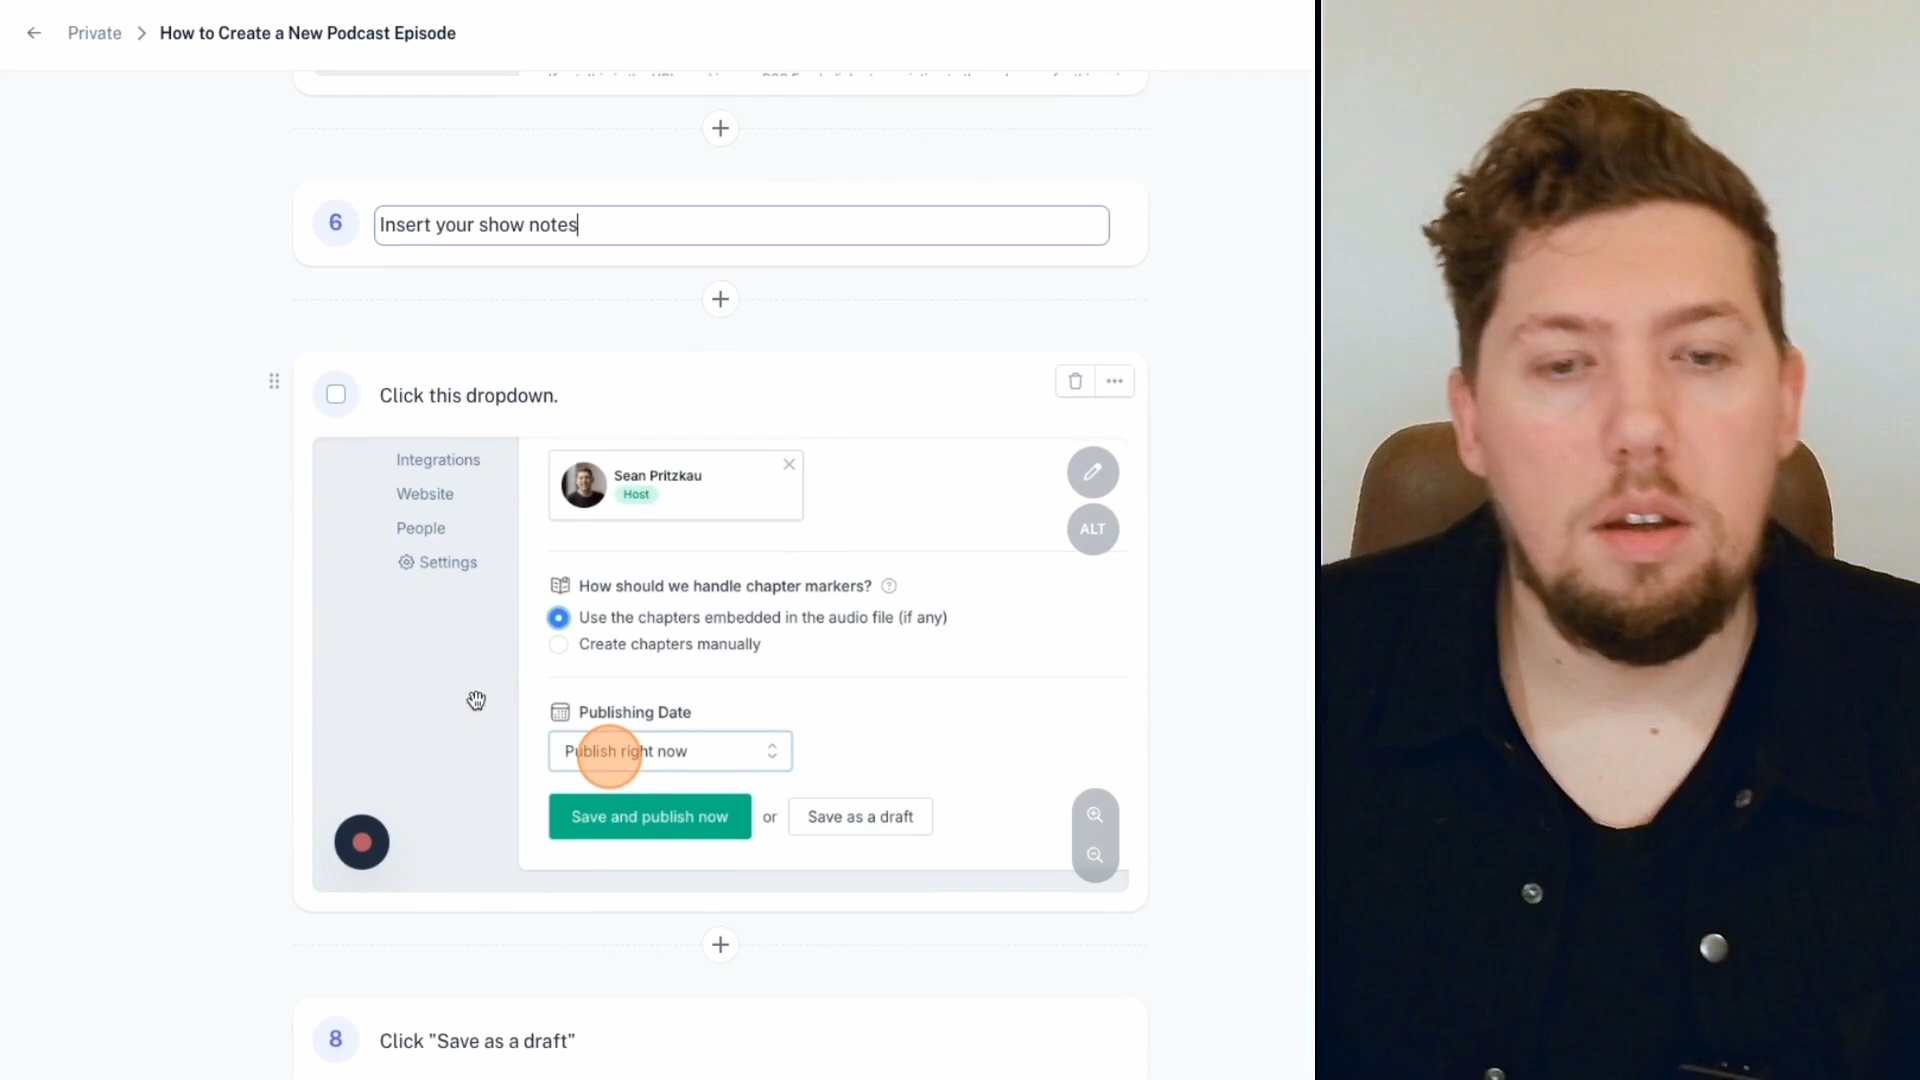 Private > How to Create a New Podcast Episode
6 Insert your show notes
Click this dropdown.
Integrations
Website
People
Settings
Sean Pritzkau
Host
ALT
How should we handle chapter markers?
Use the chapters embedded in the audio file (if any)
Create chapters manually
Publishing Date
Publish right now
Save and publish now or Save as a draft
8 Click "Save as a draft"